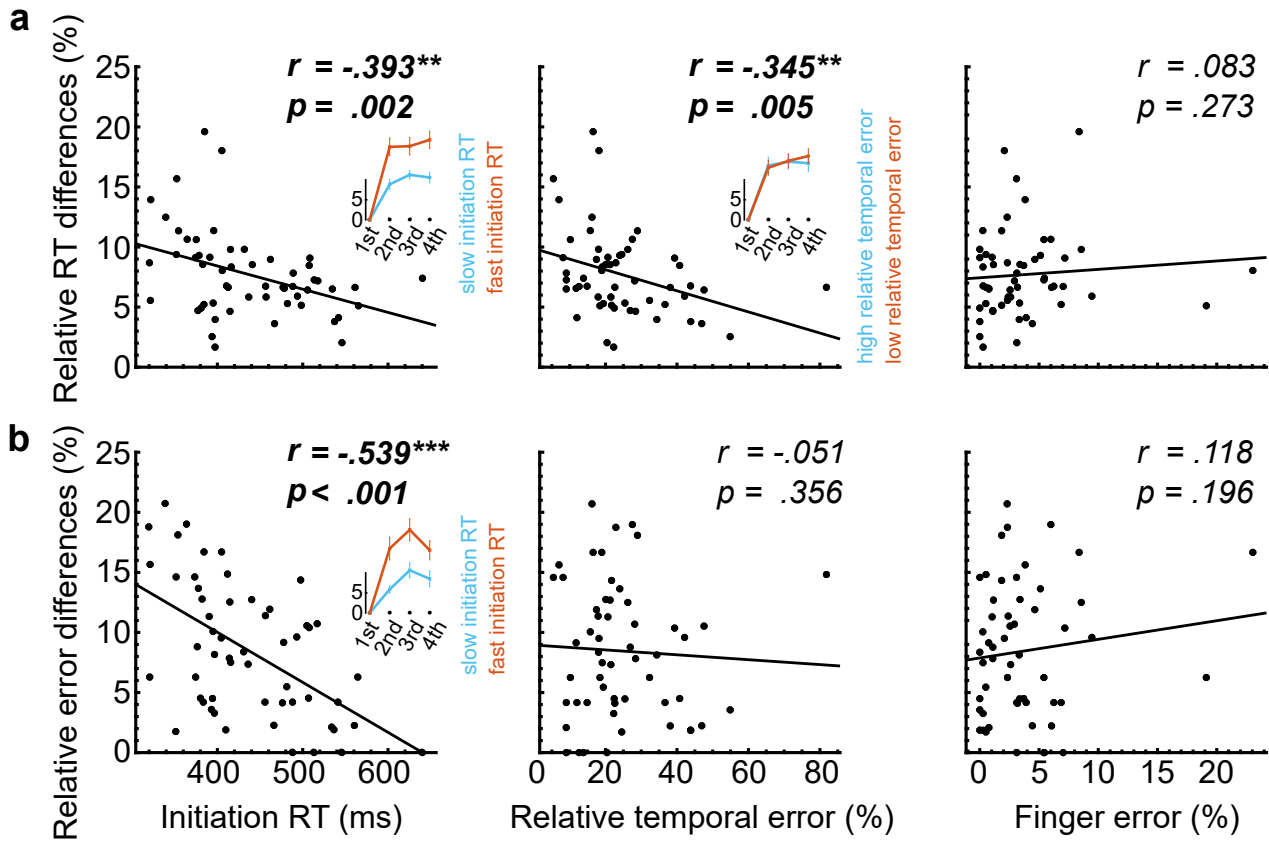 a
Relative RT differences (%)
25
20
15
10
5
0
r = -.393**
p = .002
5
0
1st
2nd
3rd
4th
slow initiation RT
fast initiation RT
r = -.345**
p = .005
5
0
1st
2nd
3rd
4th
high relative temporal error
low relative temporal error
r = .083
p = .273
b
Relative error differences (%)
25
20
15
10
5
0
r = -.539***
p < .001
5
0
1st
2nd
3rd
4th
slow initiation RT
fast initiation RT
r = -.051
p = .356
r = .118
p = .196
400 500 600
Initiation RT (ms)
0 20 40 60 80
Relative temporal error (%)
0 5 10 15 20
Finger error (%)